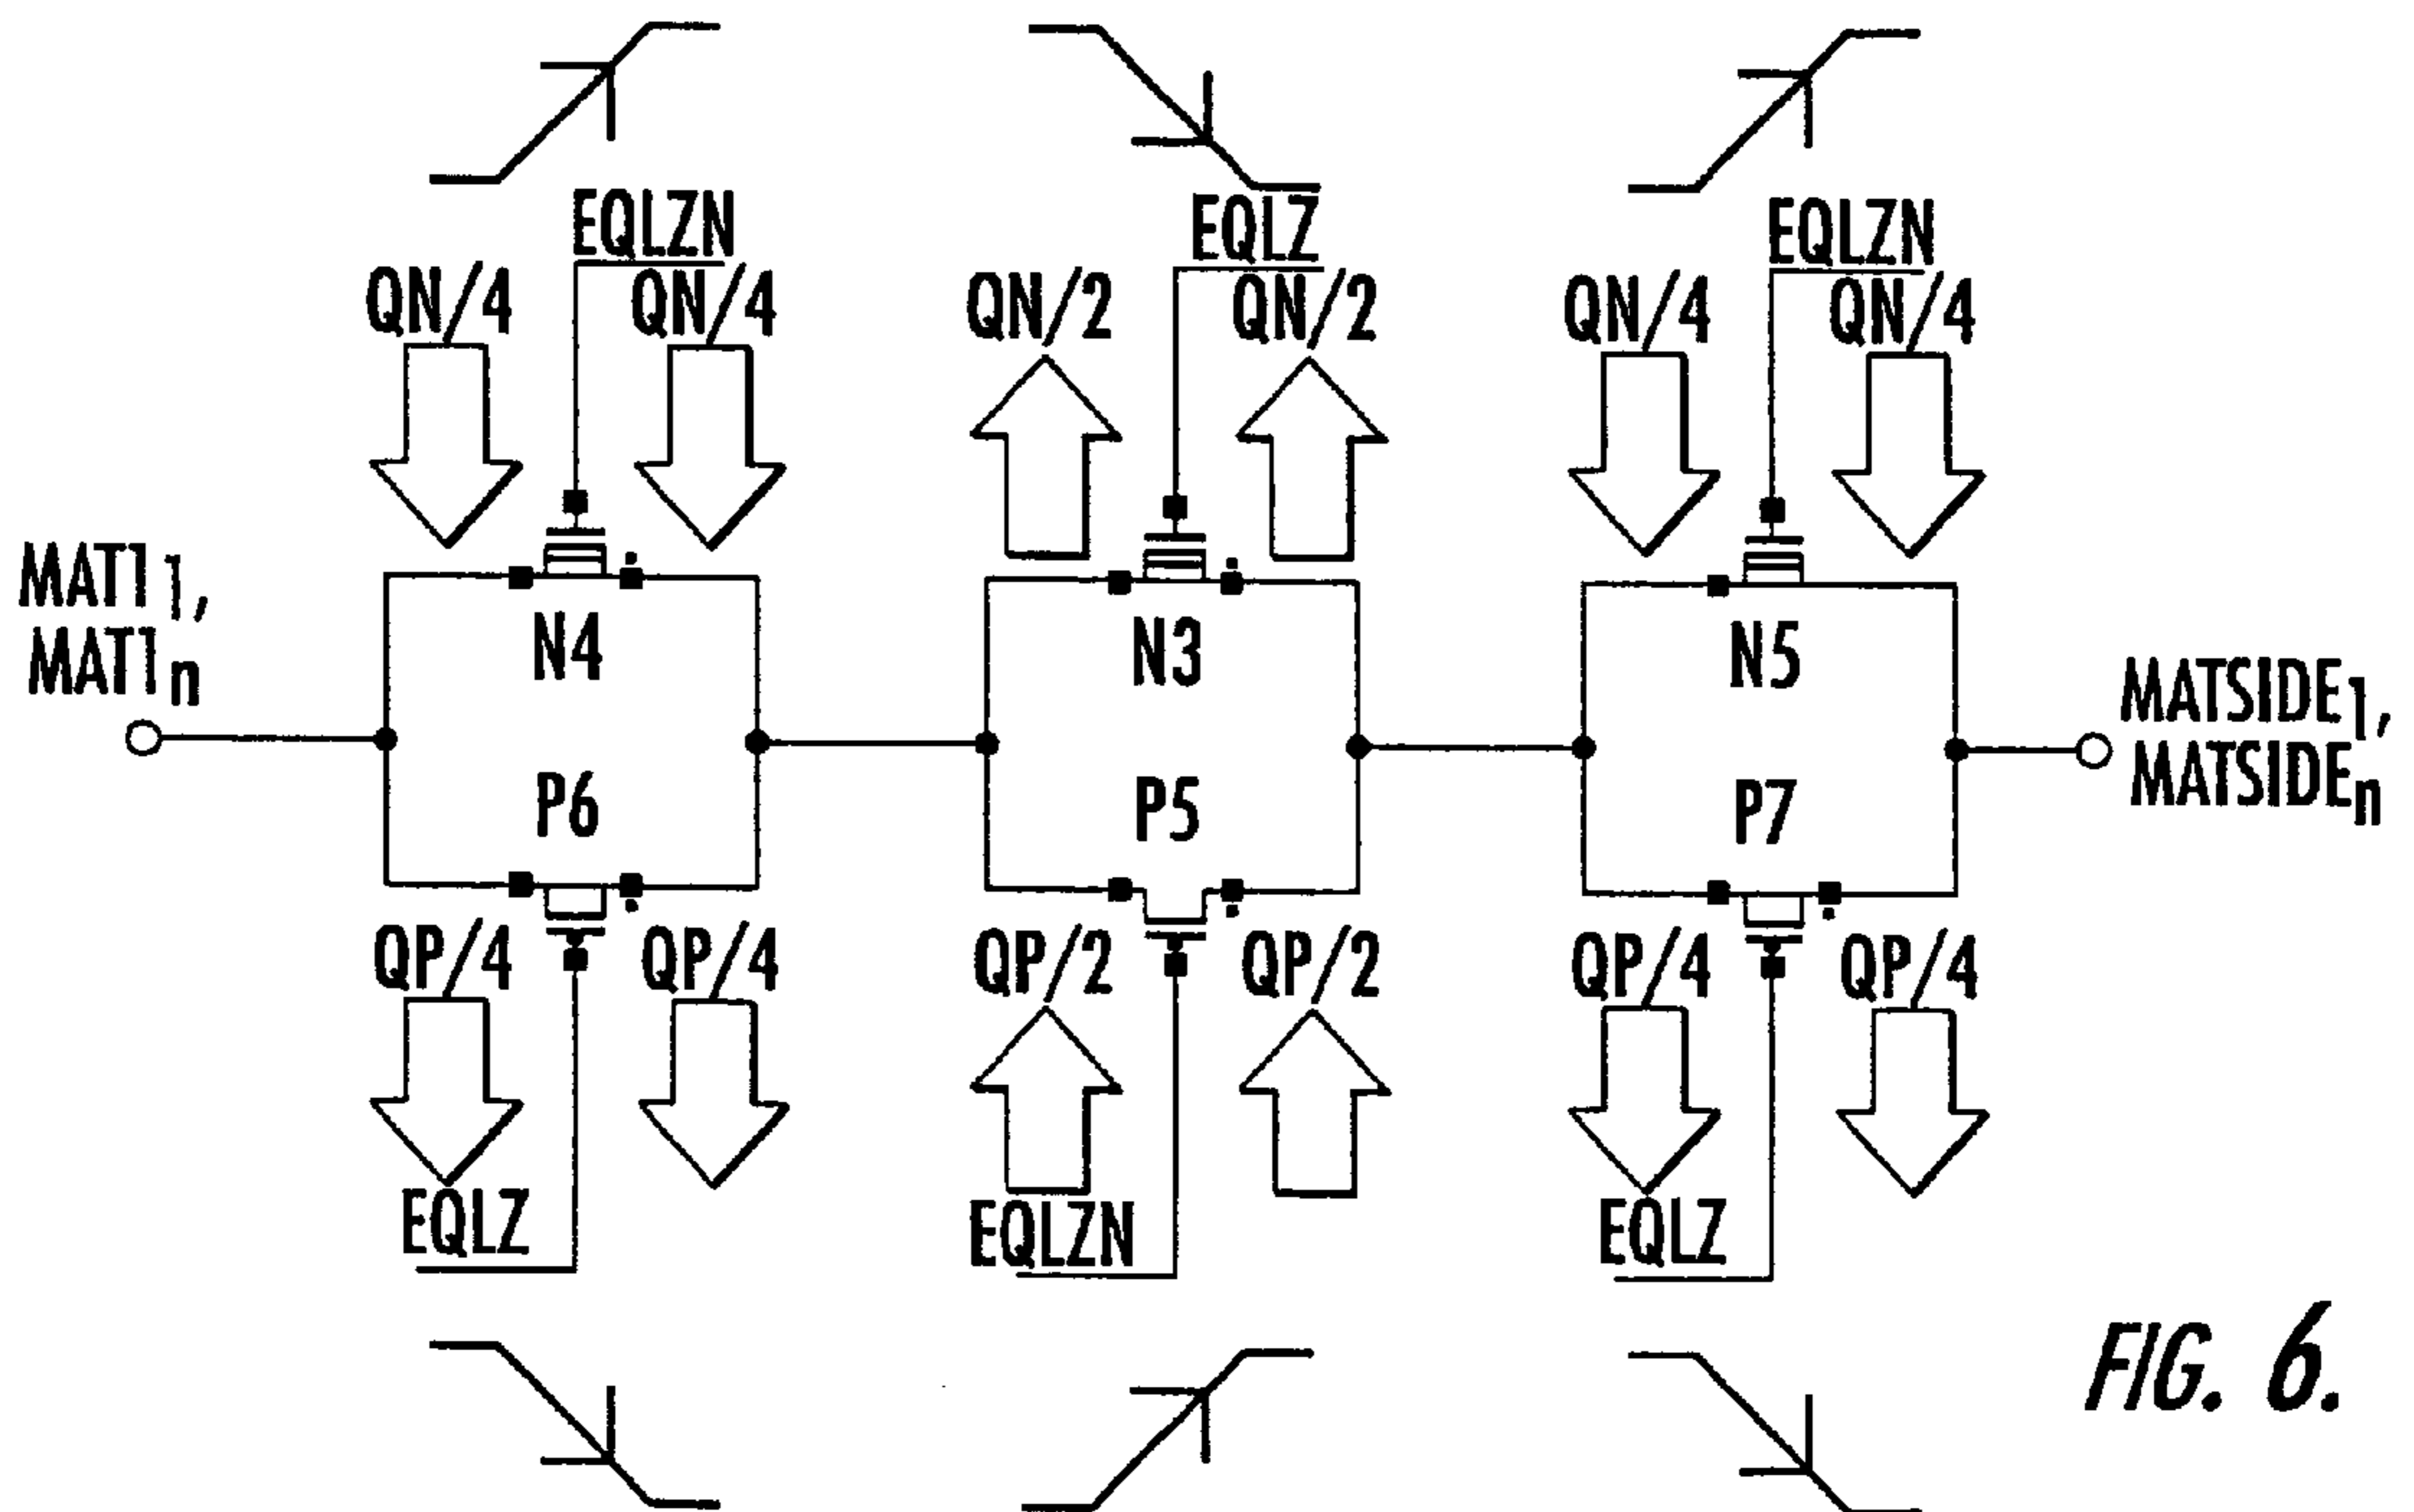 EQLZN
EQLZ
EQLZN
QN/4
QN/4
QN/2
QN/2
QN/4
QN/4
MAT1₁,
MAT1ₙ
N4
N3
N5
MATSIDE₁,
MATSIDEₙ
P6
P5
P7
QP/4
QP/4
QP/2
QP/2
QP/4
QP/4
EQLZ
EQLZN
EQLZ
FIG. 6.